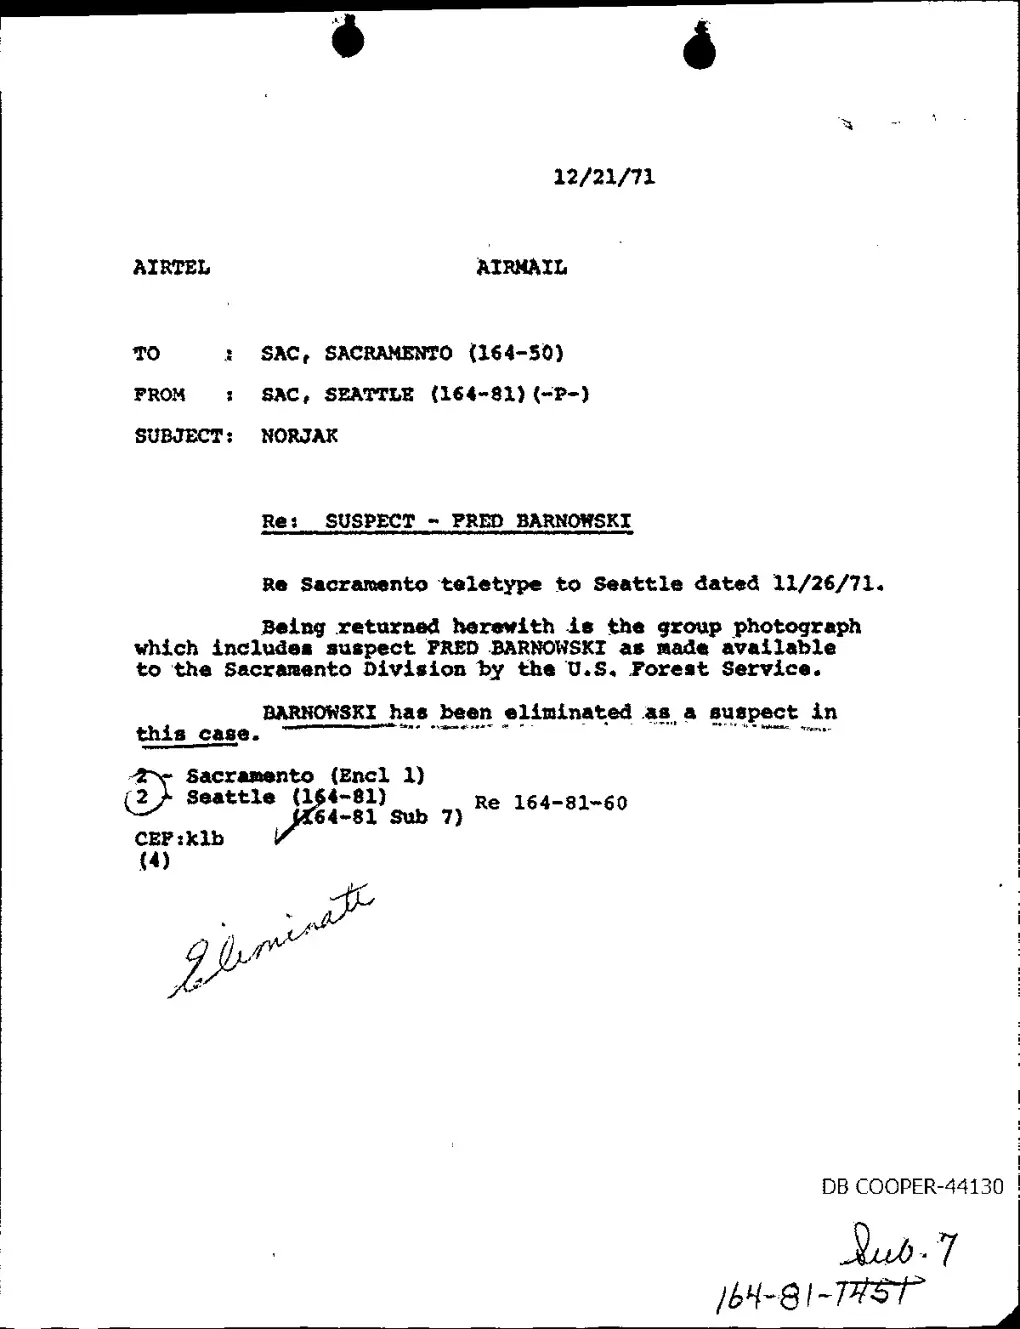 12/21/71
AIRTEL AIRMAIL
TO : SAC, SACRAMENTO (164-50)
FROM : SAC, SEATTLE (164-81)(-P-)
SUBJECT: NORJAK
Re: SUSPECT - FRED BARNOWSKI
Re Sacramento teletype to Seattle dated 11/26/71.
Being returned herewith is the group photograph
which includes suspect FRED BARNOWSKI as made available
to the Sacramento Division by the U.S. Forest Service.
BARNOWSKI has been eliminated as a suspect in
this case.
2 - Sacramento (Encl 1)
2 - Seattle (164-81) Re 164-81-60
(164-81 Sub 7)
CEF:klb
(4)
Eleminate
DB COOPER-44130
Sub. 7
164-81-